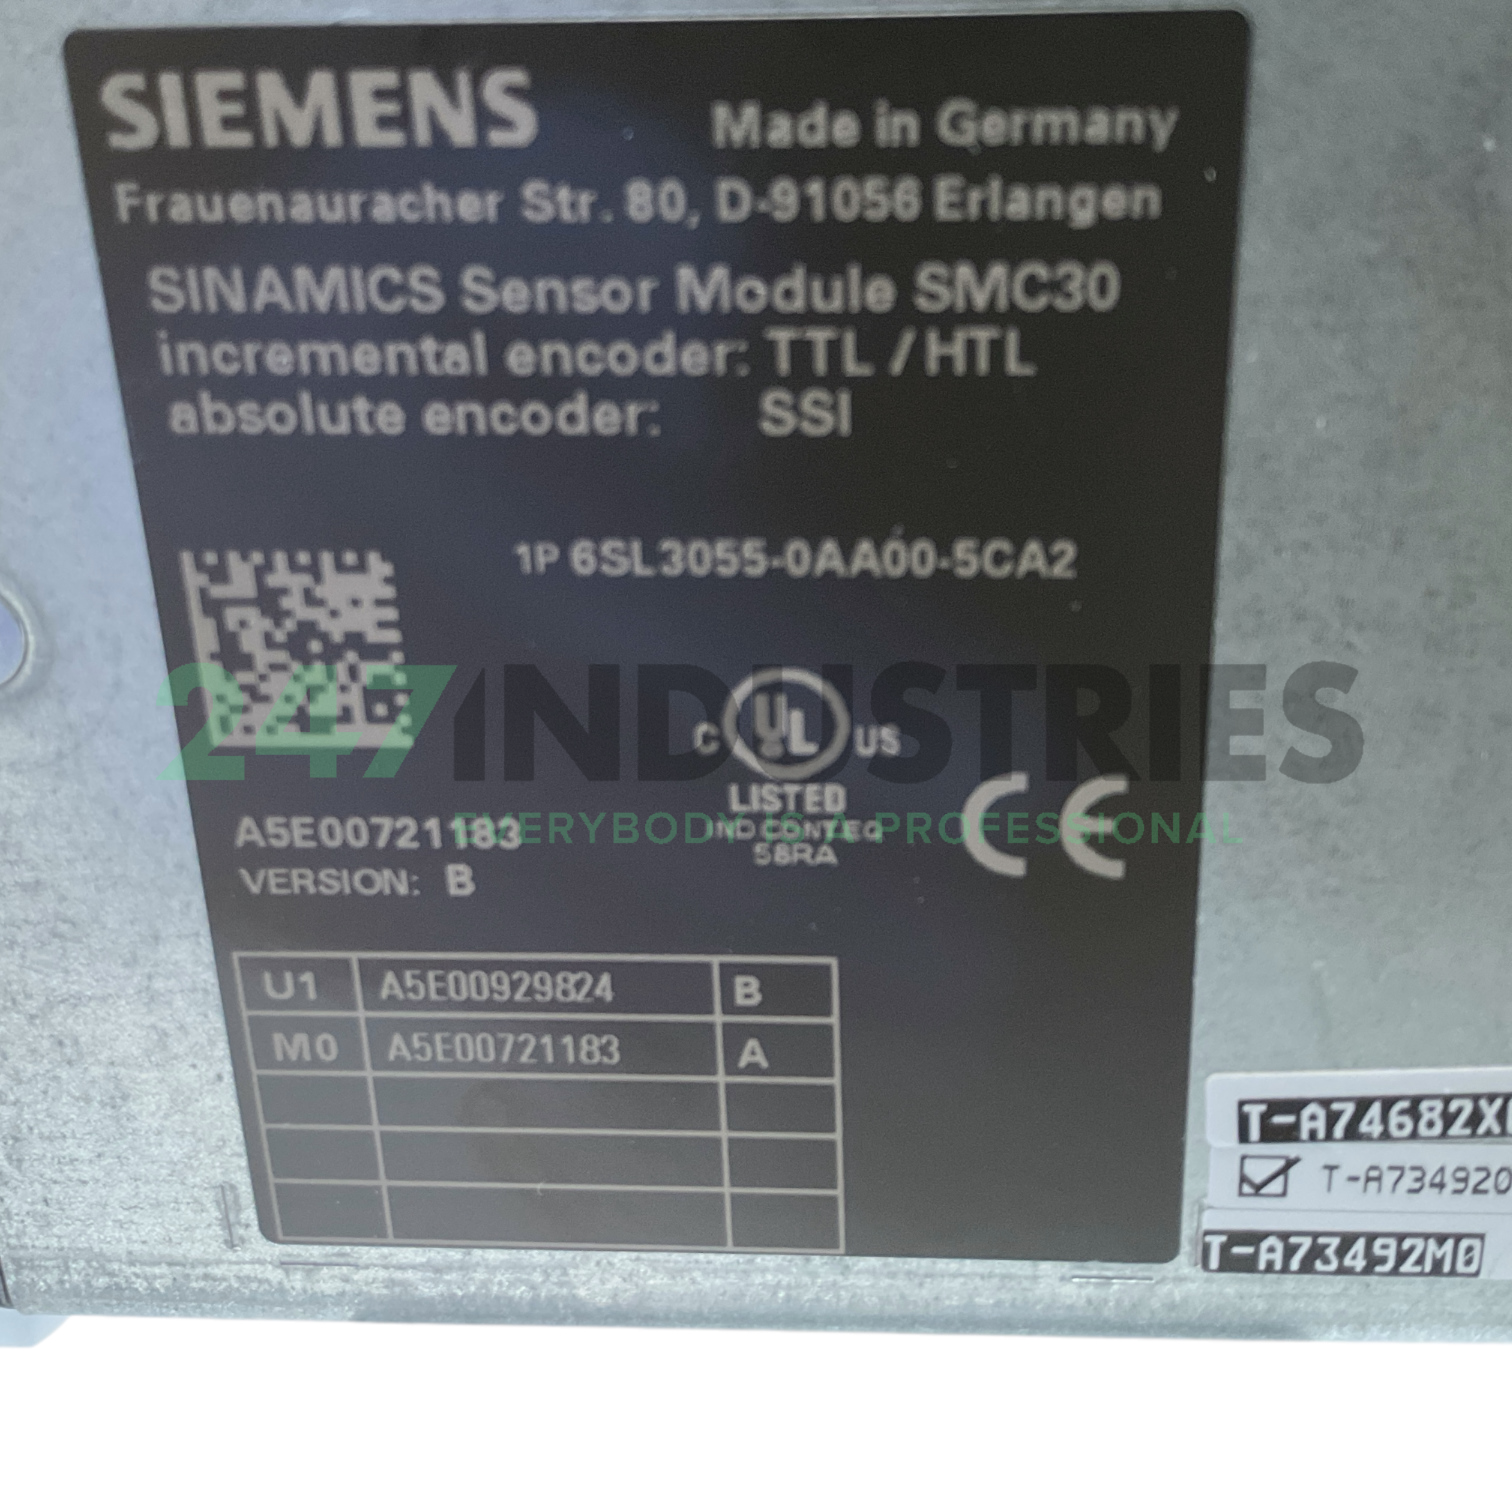 SIEMENS
Made in Germany
Frauenauracher Str. 80, D-91056 Erlangen
SINAMICS Sensor Module SMC30
incremental encoder: TTL / HTL
absolute encoder: SSI
1P 6SL3055-0AA00-5CA2
247INDUSTRIES
C UL US
LISTED
EVERYBODY IS A PROFESSIONAL
IND CONT EQ
58RA
CE
A5E00721183
VERSION: B
U1 A5E00929824 B
M0 A5E00721183 A
T-A74682X
T-A734920
T-A73492M0